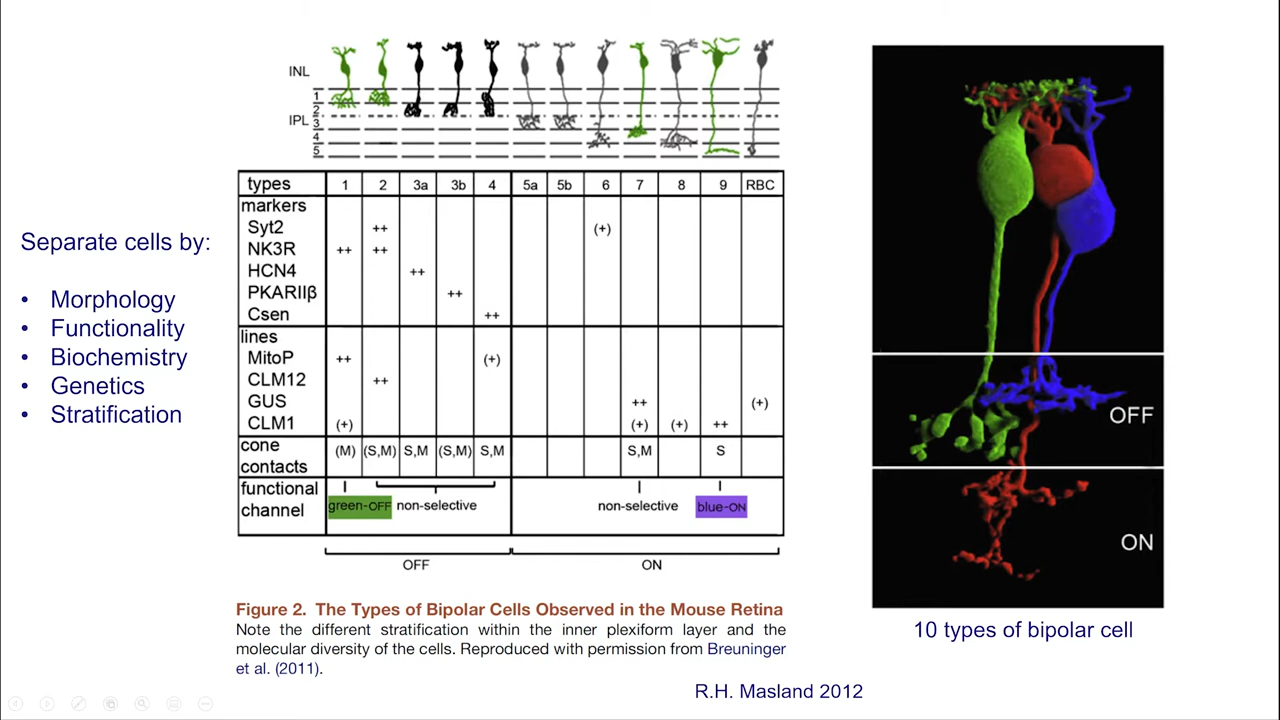 INL
IPL
1
2
3
4
5
types 1 2 3a 3b 4 5a 5b 6 7 8 9 RBC
markers
Syt2 ++ (+)
NK3R ++ ++
HCN4 ++
PKARIIβ ++
Csen ++
lines
MitoP ++ (+)
CLM12 ++
GUS ++ (+)
CLM1 (+) (+) (+) ++
cone contacts (M) (S,M) S,M (S,M) S,M S,M S
functional channel green-OFF non-selective non-selective blue-ON
OFF ON
Separate cells by:
• Morphology
• Functionality
• Biochemistry
• Genetics
• Stratification
Figure 2. The Types of Bipolar Cells Observed in the Mouse Retina
Note the different stratification within the inner plexiform layer and the
molecular diversity of the cells. Reproduced with permission from Breuninger
et al. (2011).
OFF
ON
10 types of bipolar cell
R.H. Masland 2012